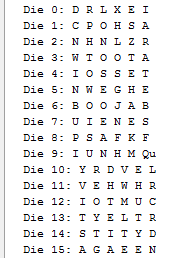 Die 0: D R L X E I
Die 1: C P O H S A
Die 2: N H N L Z R
Die 3: W T O O T A
Die 4: I O S S E T
Die 5: N W E G H E
Die 6: B O O J A B
Die 7: U I E N E S
Die 8: P S A F K F
Die 9: I U N H M Qu
Die 10: Y R D V E L
Die 11: V E H W H R
Die 12: I O T M U C
Die 13: T Y E L T R
Die 14: S T I T Y D
Die 15: A G A E E N